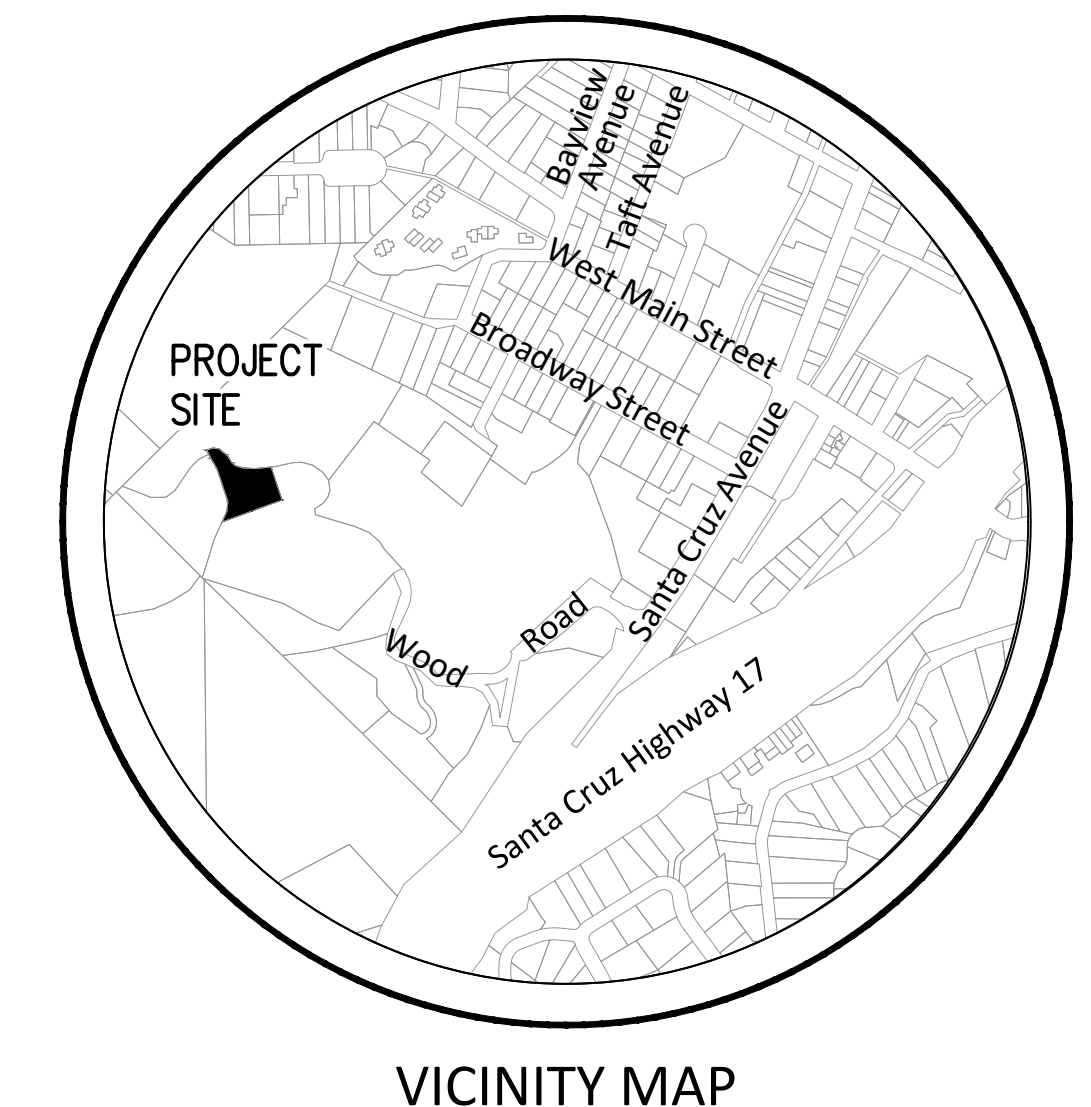 Bayview
Avenue
Taft Avenue
West Main Street
Broadway Street
PROJECT
SITE
Santa Cruz Avenue
Wood Road
Santa Cruz Highway 17
VICINITY MAP